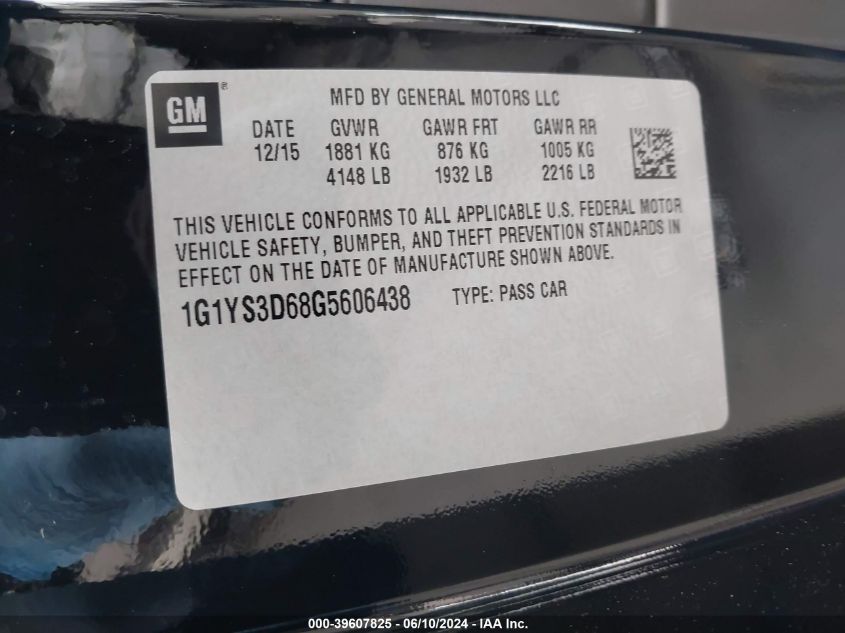 GM ®
MFD BY GENERAL MOTORS LLC
DATE GVWR GAWR FRT GAWR RR
12/15 1881 KG 876 KG 1005 KG
4148 LB 1932 LB 2216 LB
THIS VEHICLE CONFORMS TO ALL APPLICABLE U.S. FEDERAL MOTOR
VEHICLE SAFETY, BUMPER, AND THEFT PREVENTION STANDARDS IN
EFFECT ON THE DATE OF MANUFACTURE SHOWN ABOVE.
1G1YS3D68G5606438 TYPE: PASS CAR
000-39607825 - 06/10/2024 - IAA Inc.